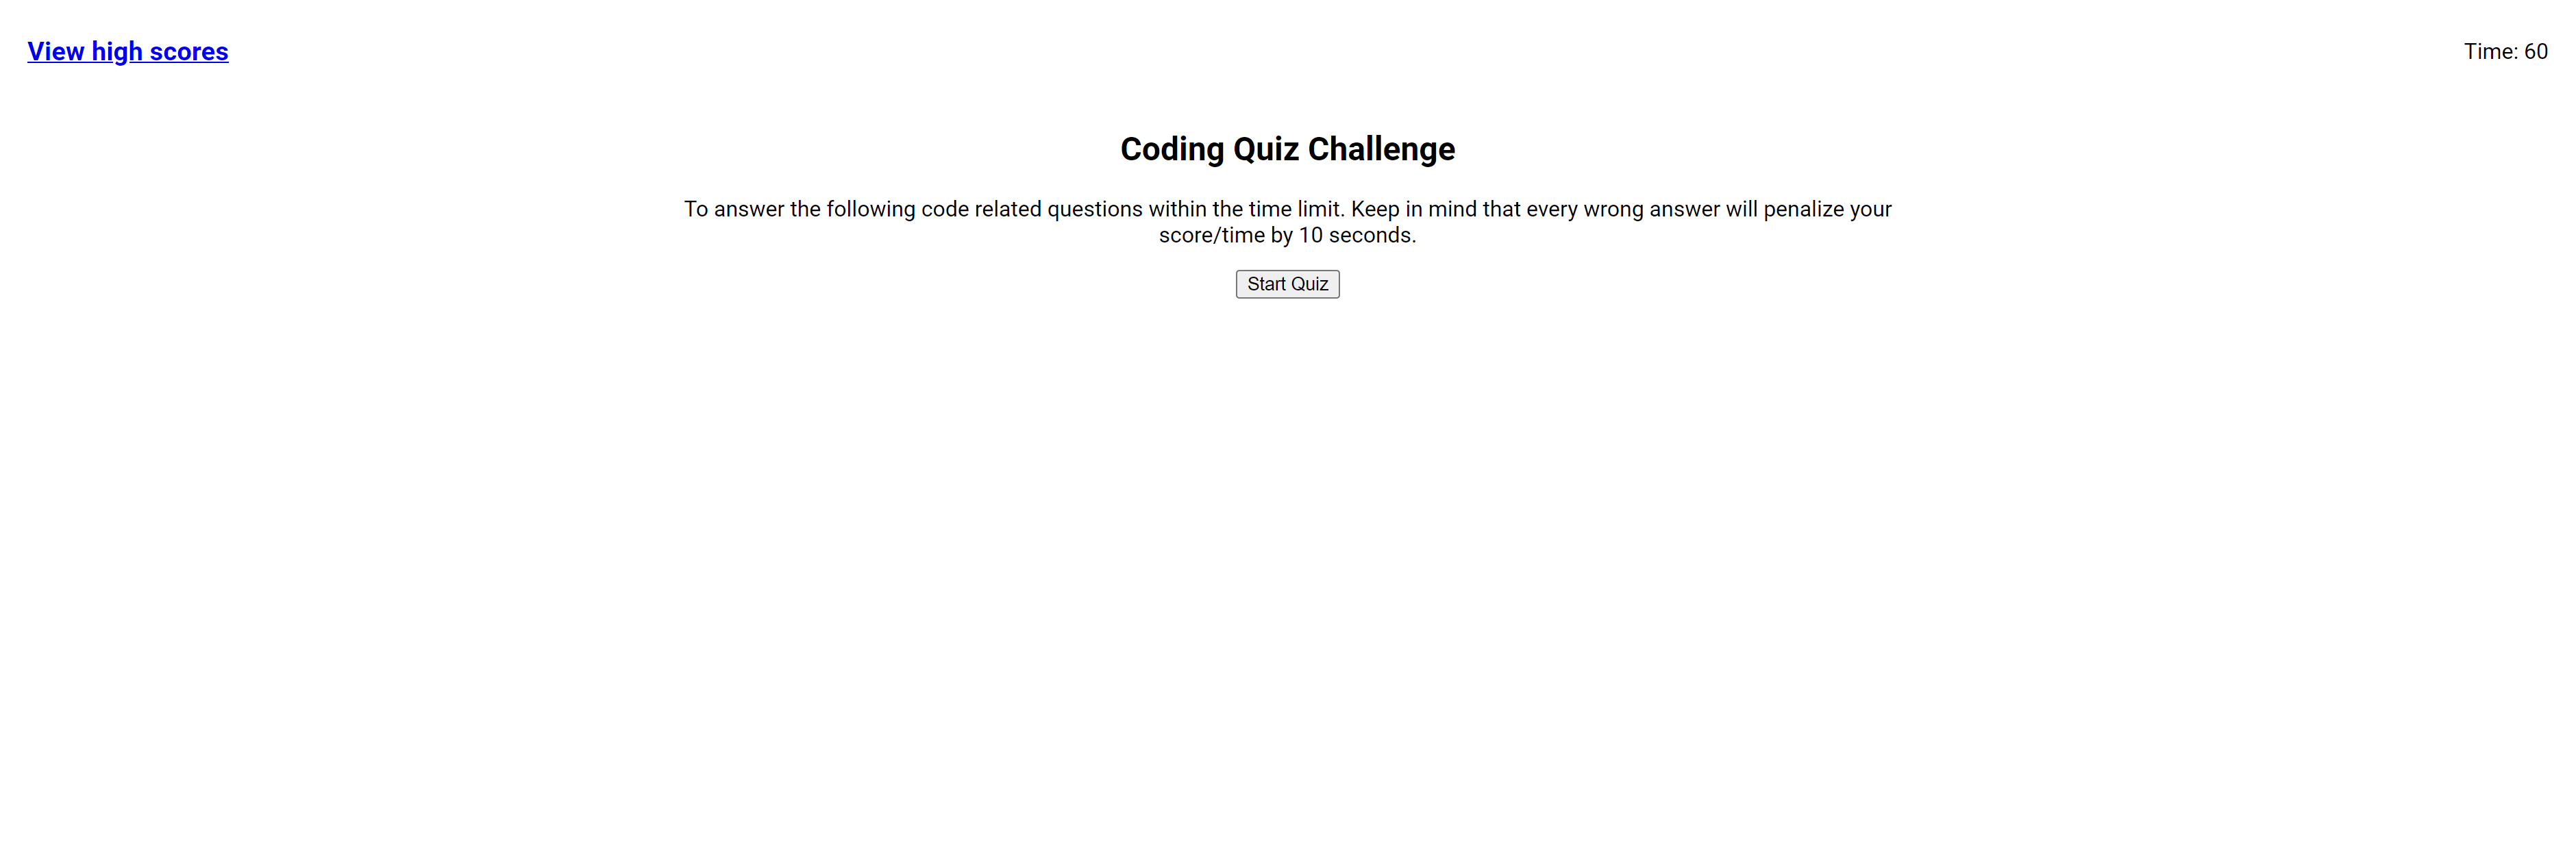 View high scores
Time: 60
Coding Quiz Challenge
To answer the following code related questions within the time limit. Keep in mind that every wrong answer will penalize your
score/time by 10 seconds.
Start Quiz